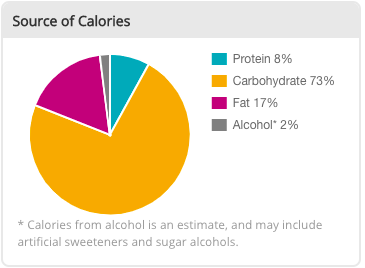 Source of Calories
Protein 8%
Carbohydrate 73%
Fat 17%
Alcohol* 2%
* Calories from alcohol is an estimate, and may include
artificial sweeteners and sugar alcohols.